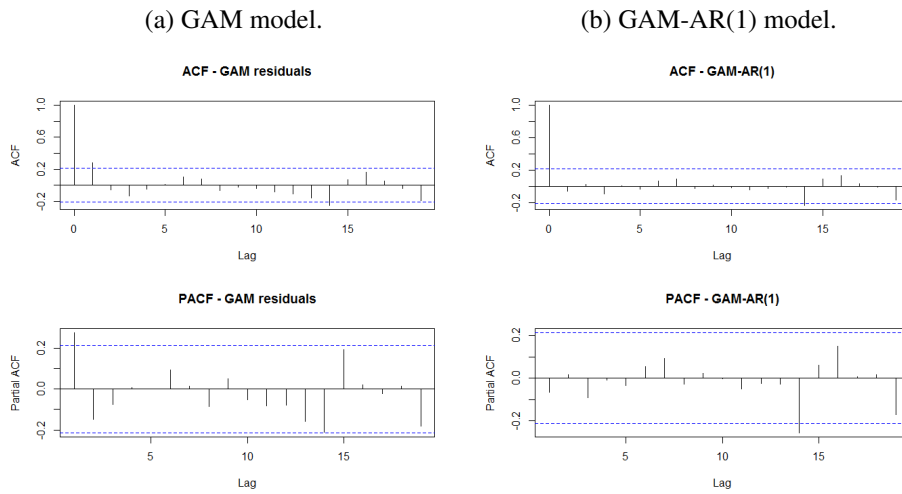 (a) GAM model.
(b) GAM-AR(1) model.
ACF - GAM residuals
ACF
1.0
0.6
0.2
-0.2
0
5
10
15
Lag
ACF - GAM-AR(1)
ACF
1.0
0.6
0.2
-0.2
0
5
10
15
Lag
PACF - GAM residuals
Partial ACF
0.2
0.0
-0.2
5
10
15
Lag
PACF - GAM-AR(1)
Partial ACF
0.2
0.0
-0.2
5
10
15
Lag